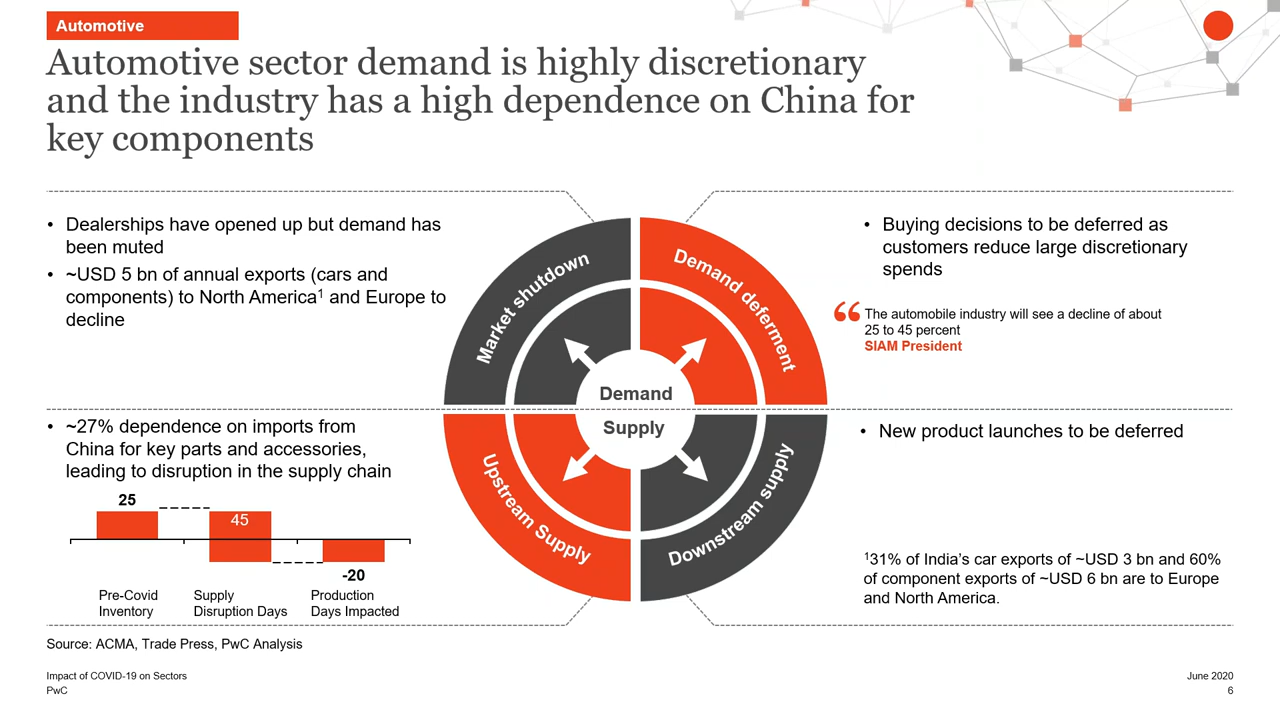 Automotive
Automotive sector demand is highly discretionary
and the industry has a high dependence on China for
key components
• Dealerships have opened up but demand has
been muted
• ~USD 5 bn of annual exports (cars and
components) to North America¹ and Europe to
decline
Market shutdown
Demand deferment
• Buying decisions to be deferred as
customers reduce large discretionary
spends
“ The automobile industry will see a decline of about
25 to 45 percent
SIAM President
Demand
Supply
• ~27% dependence on imports from
China for key parts and accessories,
leading to disruption in the supply chain
25
45
-20
Pre-Covid
Inventory
Supply
Disruption Days
Production
Days Impacted
Upstream Supply
Downstream supply
• New product launches to be deferred
¹31% of India’s car exports of ~USD 3 bn and 60%
of component exports of ~USD 6 bn are to Europe
and North America.
Source: ACMA, Trade Press, PwC Analysis
Impact of COVID-19 on Sectors
PwC
June 2020
6